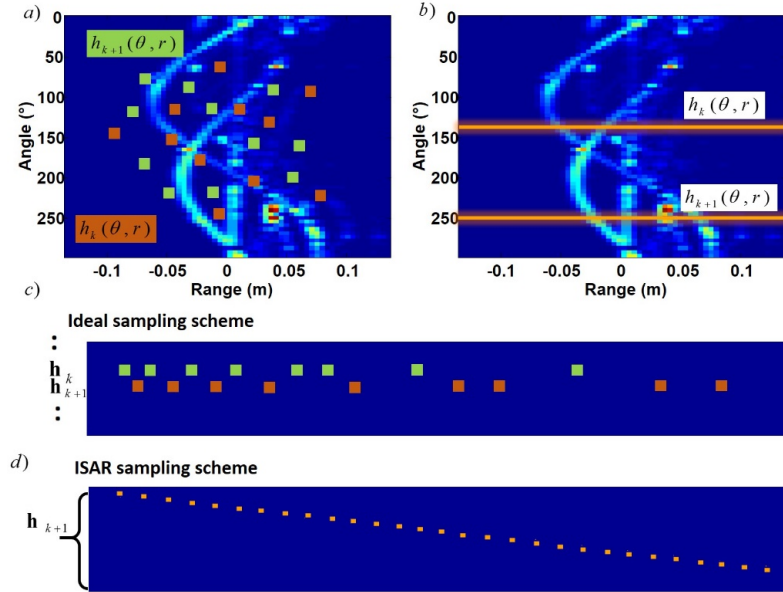 a)
b)
0
50
100
150
200
250
Angle (°)
h_{k+1}(θ, r)
h_k(θ, r)
-0.1 -0.05 0 0.05 0.1
Range (m)
0
50
100
150
200
250
Angle (°)
h_k(θ, r)
h_{k+1}(θ, r)
-0.1 -0.05 0 0.05 0.1
Range (m)
c)
Ideal sampling scheme
:
h_k
h_{k+1}
:
d)
ISAR sampling scheme
h_{k+1}